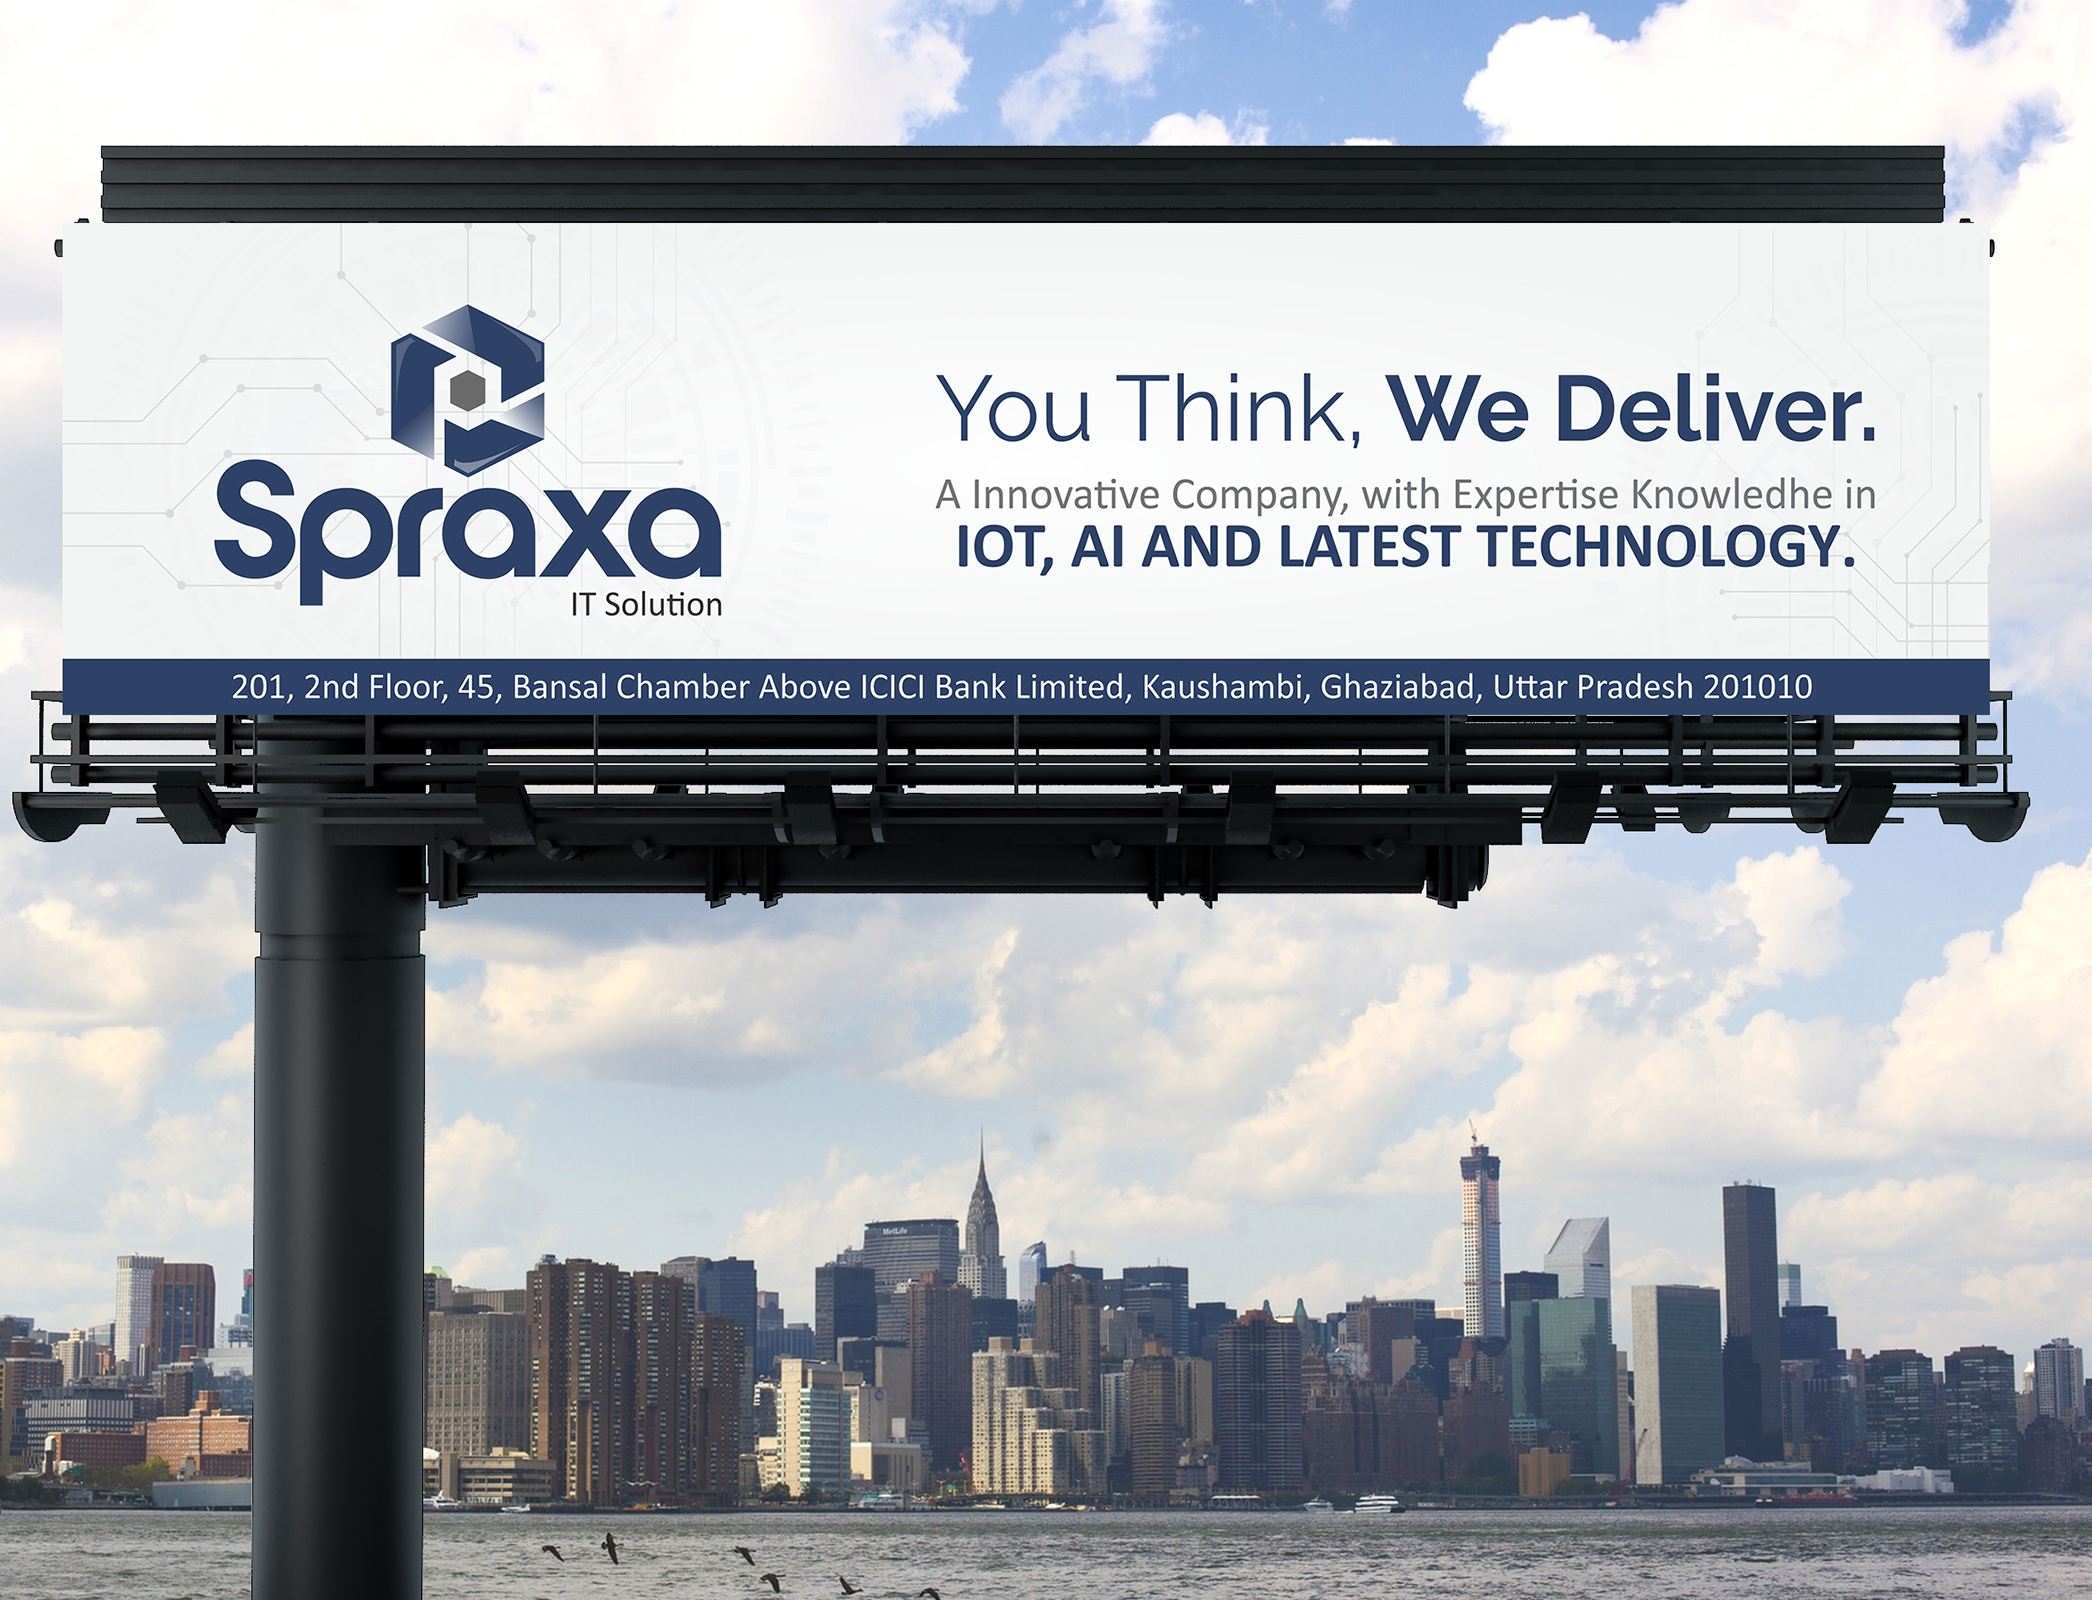 Spraxa
IT Solution
You Think, We Deliver.
A Innovative Company, with Expertise Knowledhe in
IOT, AI AND LATEST TECHNOLOGY.
201, 2nd Floor, 45, Bansal Chamber Above ICICI Bank Limited, Kaushambi, Ghaziabad, Uttar Pradesh 201010
MetLife